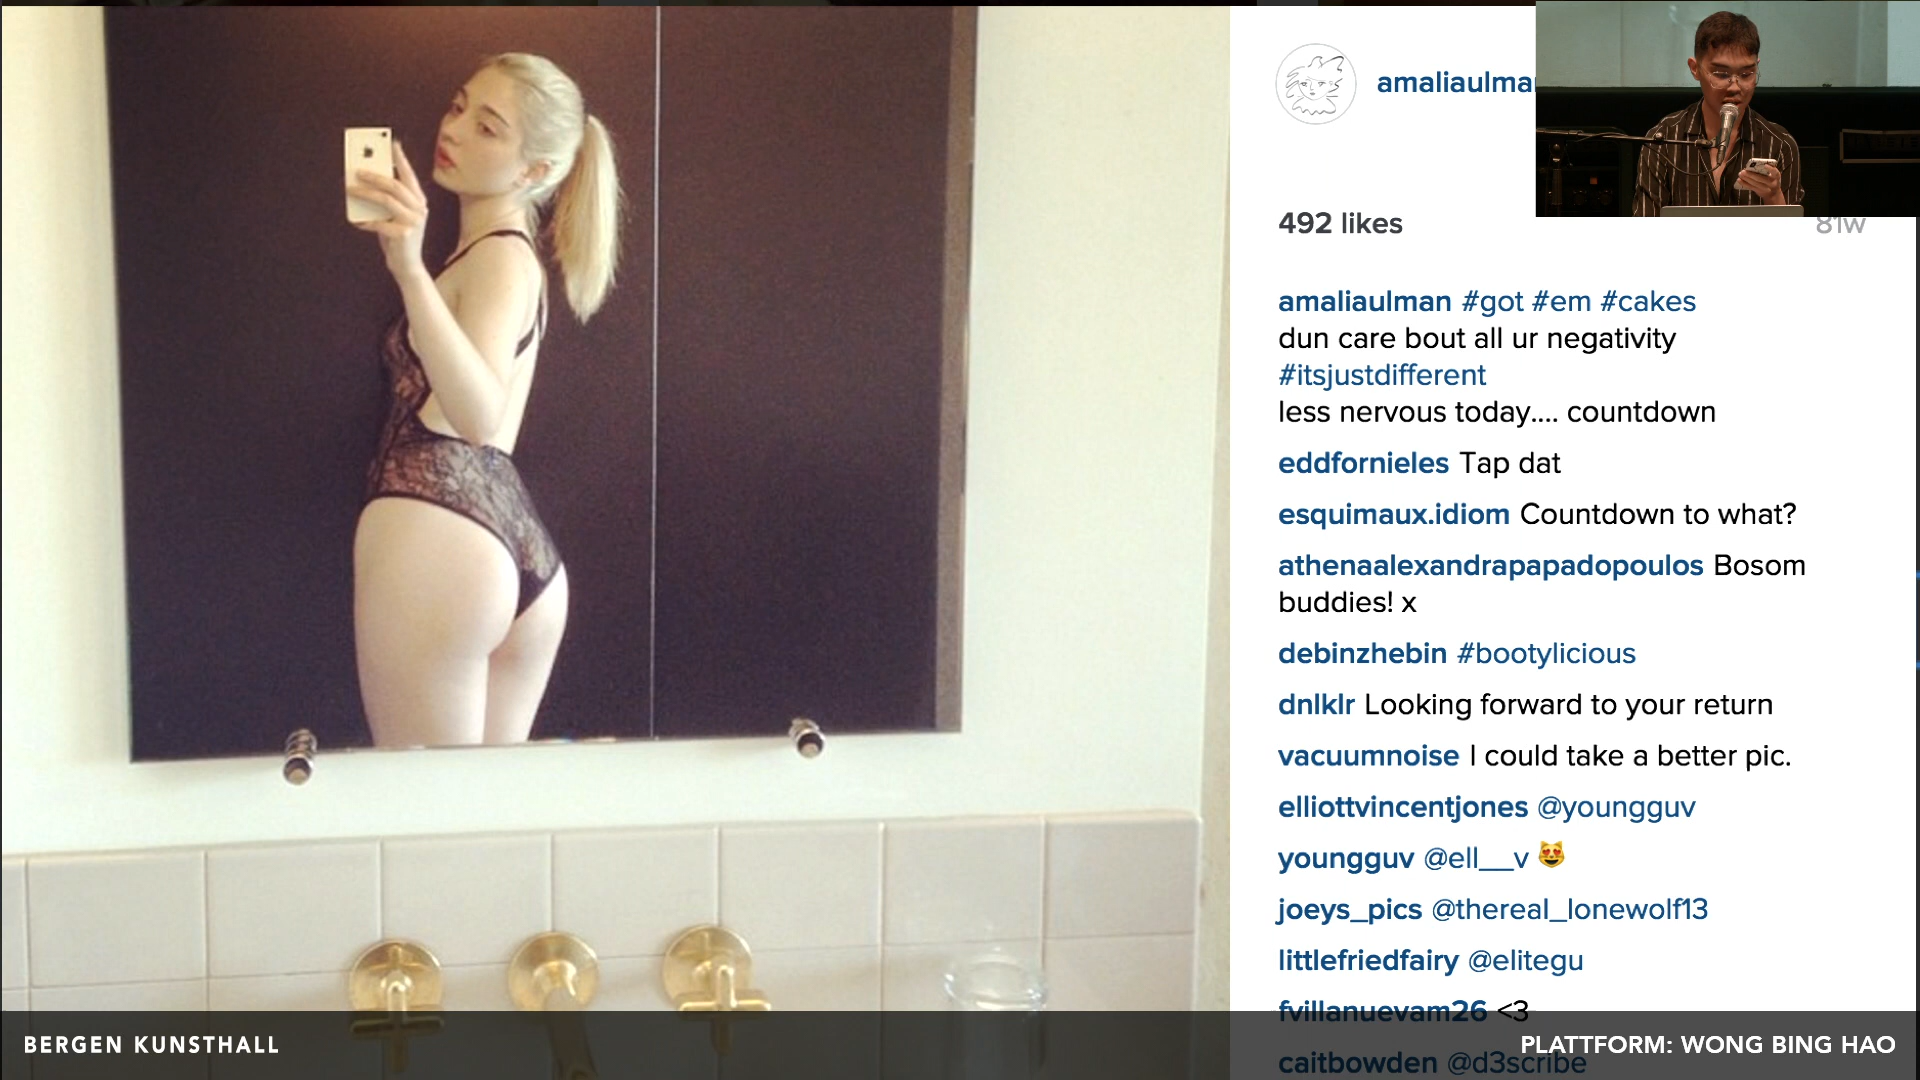 amaliaulma
492 likes
81w
amaliaulman #got #em #cakes
dun care bout all ur negativity
#itsjustdifferent
less nervous today.... countdown
eddfornieles Tap dat
esquimaux.idiom Countdown to what?
athenaalexandrapapadopoulos Bosom
buddies! x
debinzhebin #bootylicious
dnlklr Looking forward to your return
vacuumnoise I could take a better pic.
elliottvincentjones @youngguv
youngguv @ell__v 😻
joeys_pics @thereal_lonewolf13
littlefriedfairy @elitegu
fvillanuevam26 <3
caitbowden @d3scribe
BERGEN KUNSTHALL
PLATTFORM: WONG BING HAO